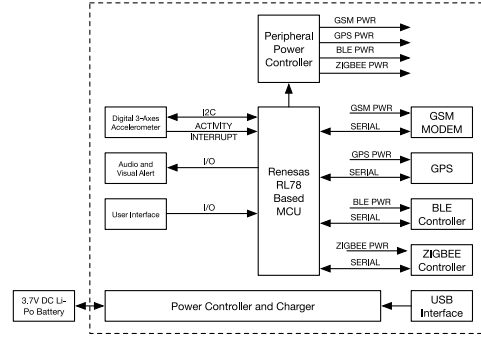 GSM PWR
GPS PWR
BLE PWR
ZIGBEE PWR
Peripheral
Power
Controller
Digital 3-Axes
Accelerometer
I2C
ACTIVITY
INTERRUPT
Audio and
Visual Alert
I/O
User Interface
I/O
Renesas
RL78
Based
MCU
GSM PWR
SERIAL
GSM
MODEM
GPS PWR
SERIAL
GPS
BLE PWR
SERIAL
BLE
Controller
ZIGBEE PWR
SERIAL
ZIGBEE
Controller
3.7V DC Li-
Po Battery
Power Controller and Charger
USB
Interface